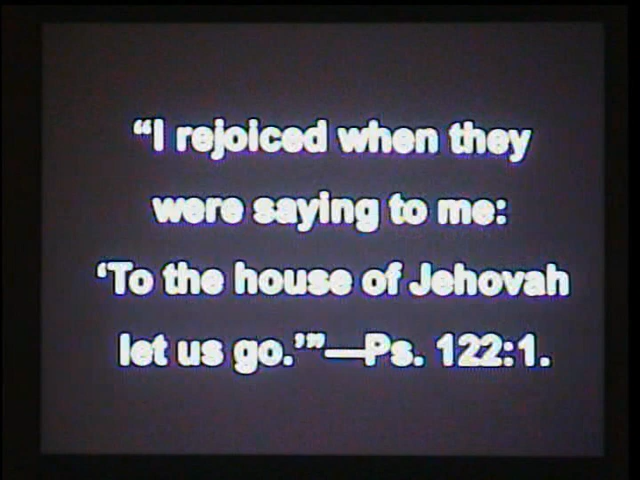 “I rejoiced when they
were saying to me:
‘To the house of Jehovah
let us go.’”—Ps. 122:1.